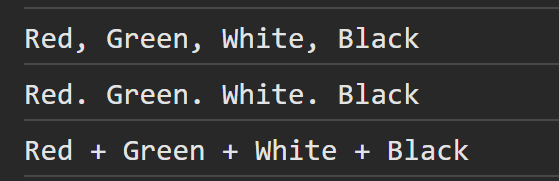 Red, Green, White, Black
Red. Green. White. Black
Red + Green + White + Black